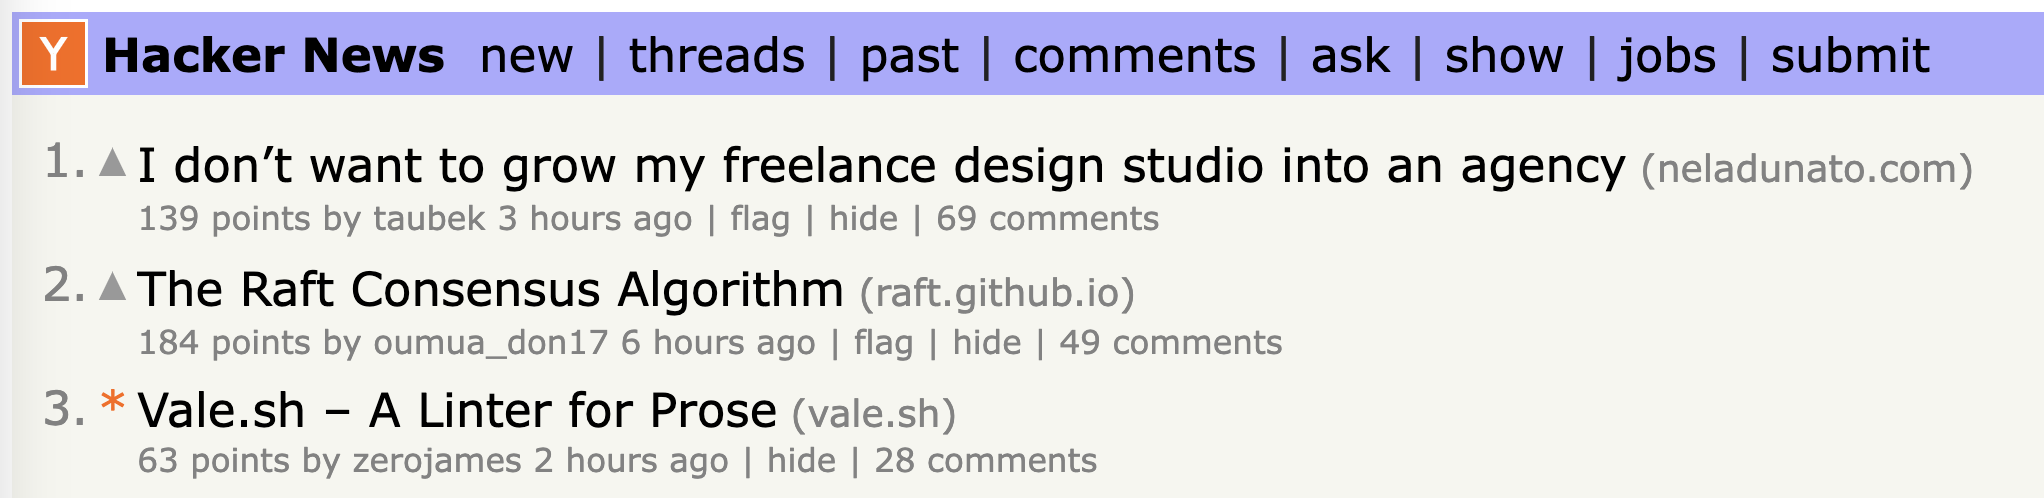 Y Hacker News new | threads | past | comments | ask | show | jobs | submit
1. ▲ I don’t want to grow my freelance design studio into an agency (neladunato.com)
139 points by taubek 3 hours ago | flag | hide | 69 comments
2. ▲ The Raft Consensus Algorithm (raft.github.io)
184 points by oumua_don17 6 hours ago | flag | hide | 49 comments
3. * Vale.sh – A Linter for Prose (vale.sh)
63 points by zerojames 2 hours ago | hide | 28 comments